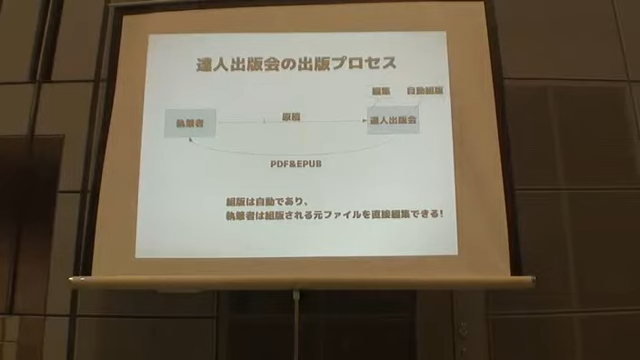 達人出版会の出版プロセス
編集 自動組版
執筆者 原稿 達人出版会
PDF&EPUB
組版は自動であり、
執筆者は組版される元ファイルを直接編集できる!